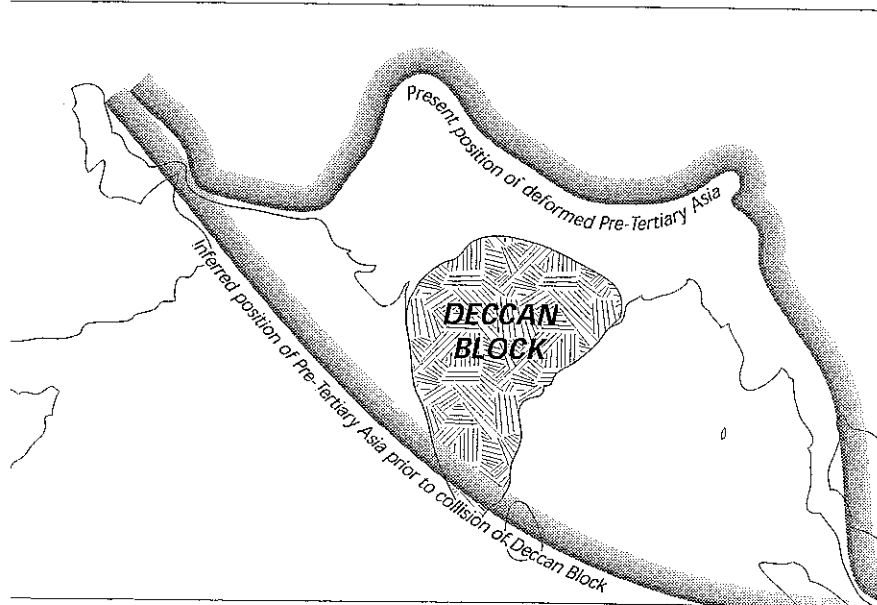 Present position of deformed Pre-Tertiary Asia
DECCAN
BLOCK
Inferred position of Pre-Tertiary Asia prior to collision of Deccan Block